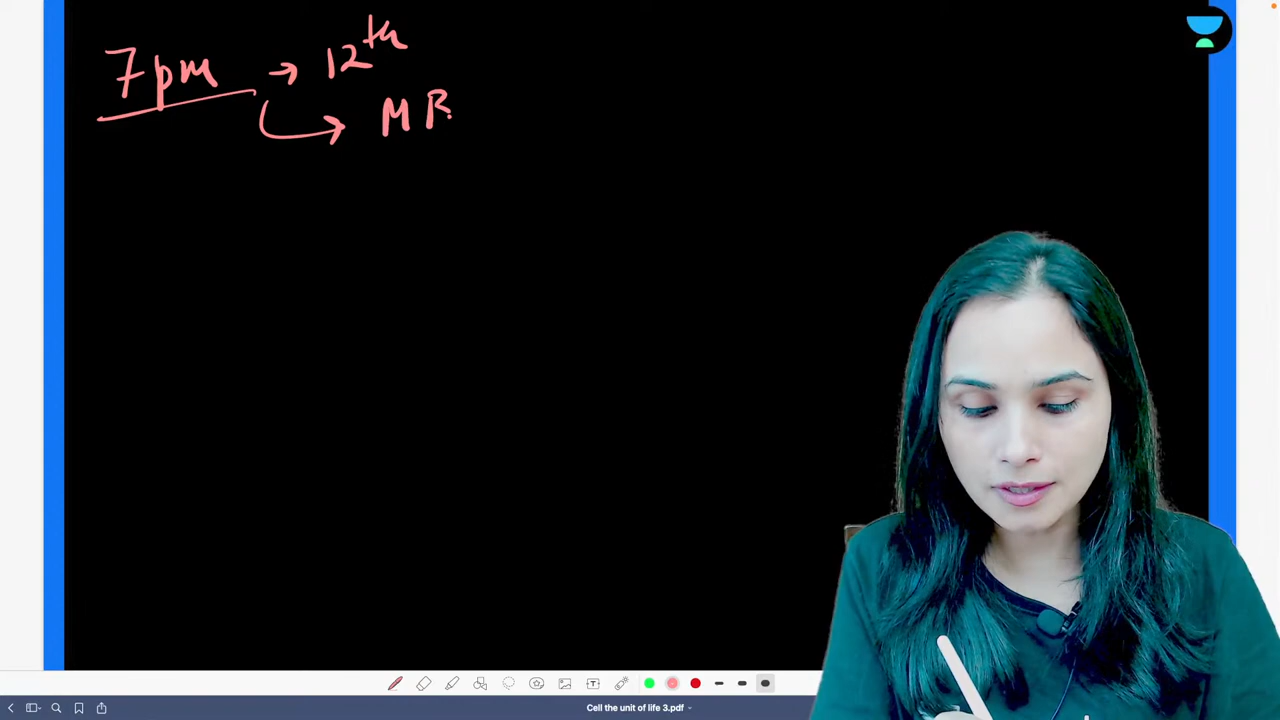 7pm → 12th
→ MR
Cell the unit of life 3.pdf